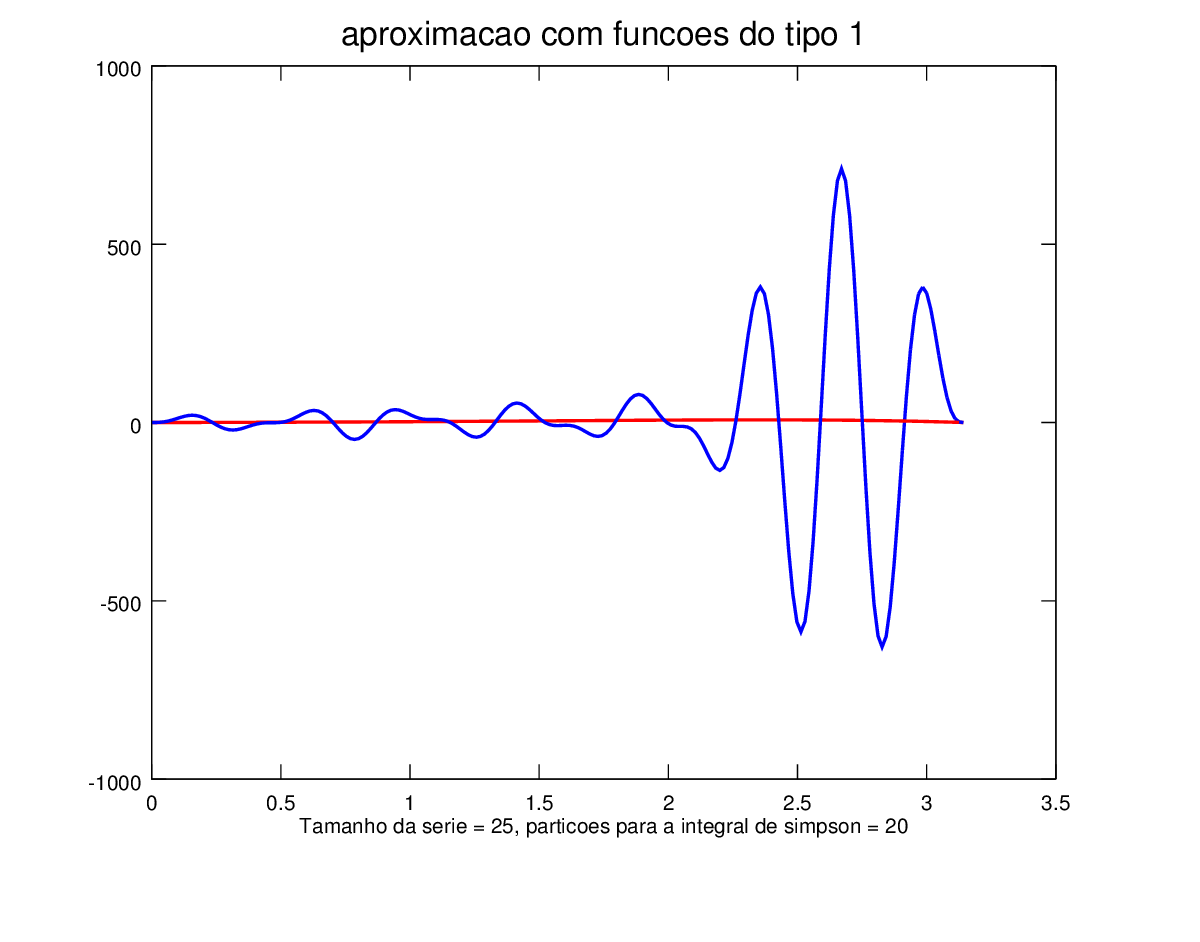 aproximacao com funcoes do tipo 1
1000
500
0
-500
-1000
0 0.5 1 1.5 2 2.5 3 3.5
Tamanho da serie = 25, particoes para a integral de simpson = 20